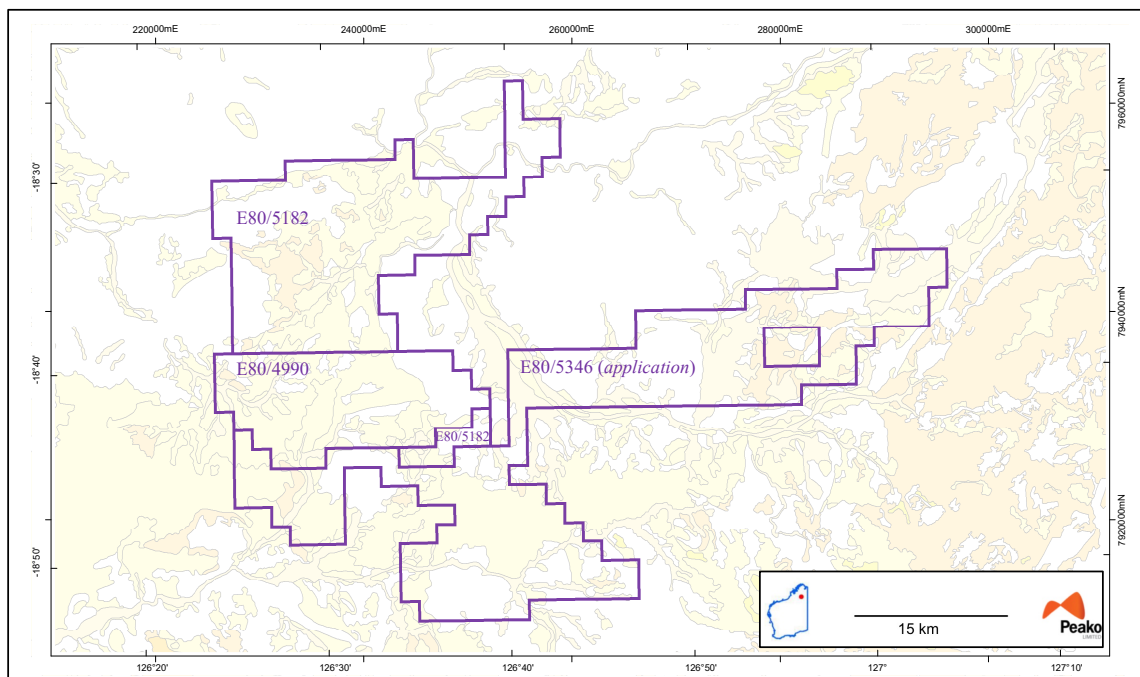 220000mE 240000mE 260000mE 280000mE 300000mE
7960000mN
-18°30'
E80/5182
7940000mN
E80/4990
E80/5346 (application)
-18°40'
E80/5182
7920000mN
-18°50'
15 km
Peako
LIMITED
126°20' 126°30' 126°40' 126°50' 127° 127°10'